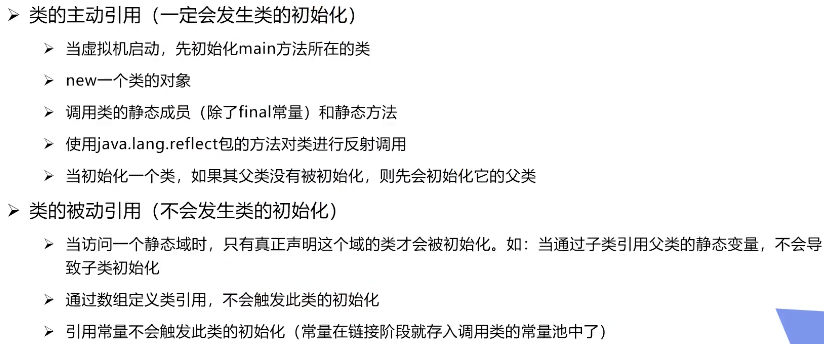 ➢ 类的主动引用（一定会发生类的初始化）
➢ 当虚拟机启动，先初始化main方法所在的类
➢ new一个类的对象
➢ 调用类的静态成员（除了final常量）和静态方法
➢ 使用java.lang.reflect包的方法对类进行反射调用
➢ 当初始化一个类，如果其父类没有被初始化，则先会初始化它的父类
➢ 类的被动引用（不会发生类的初始化）
➢ 当访问一个静态域时，只有真正声明这个域的类才会被初始化。如：当通过子类引用父类的静态变量，不会导
致子类初始化
➢ 通过数组定义类引用，不会触发此类的初始化
➢ 引用常量不会触发此类的初始化（常量在链接阶段就存入调用类的常量池中了）